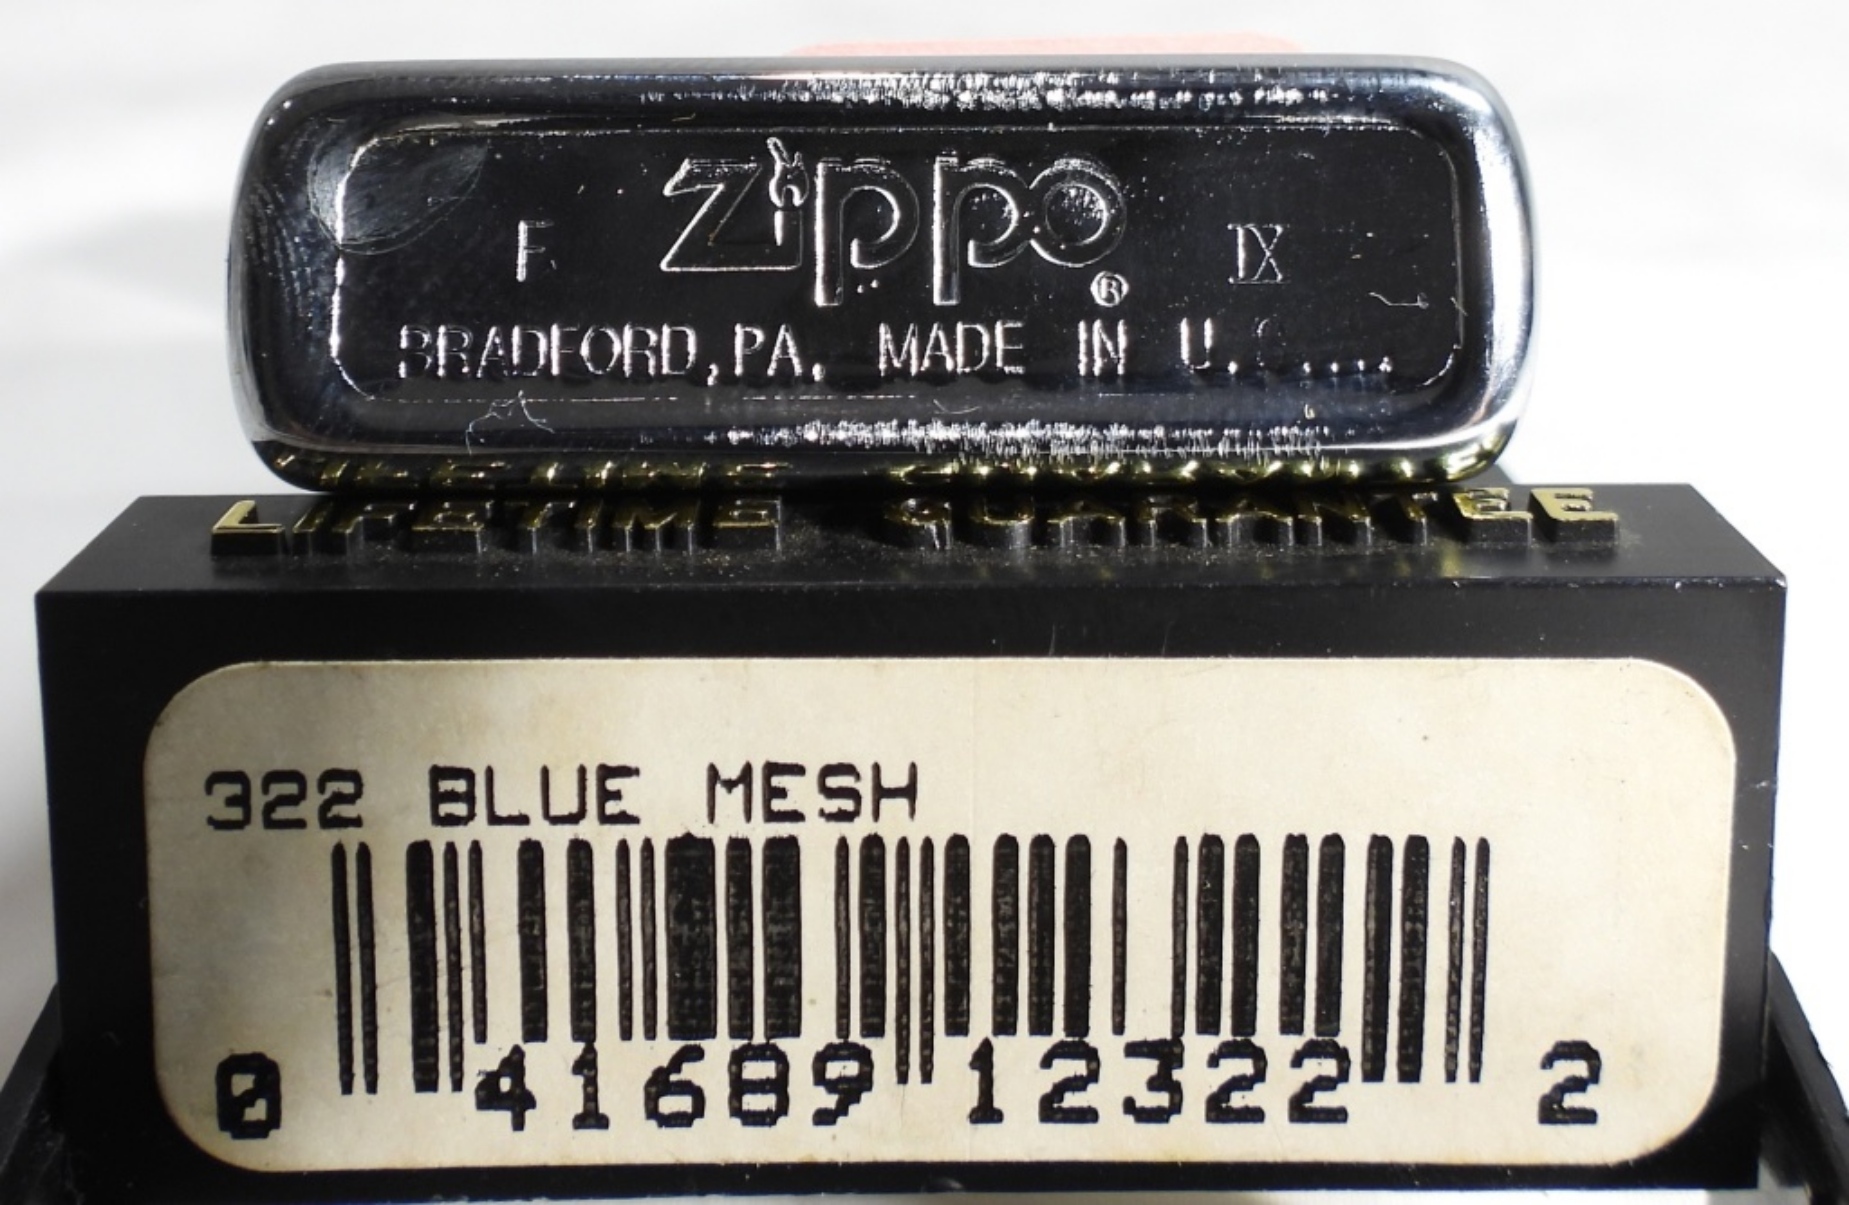 Zippo
F ® IX
BRADFORD, PA. MADE IN U.
LIFETIME GUARANTEE
322 BLUE MESH
0 41689 12322 2